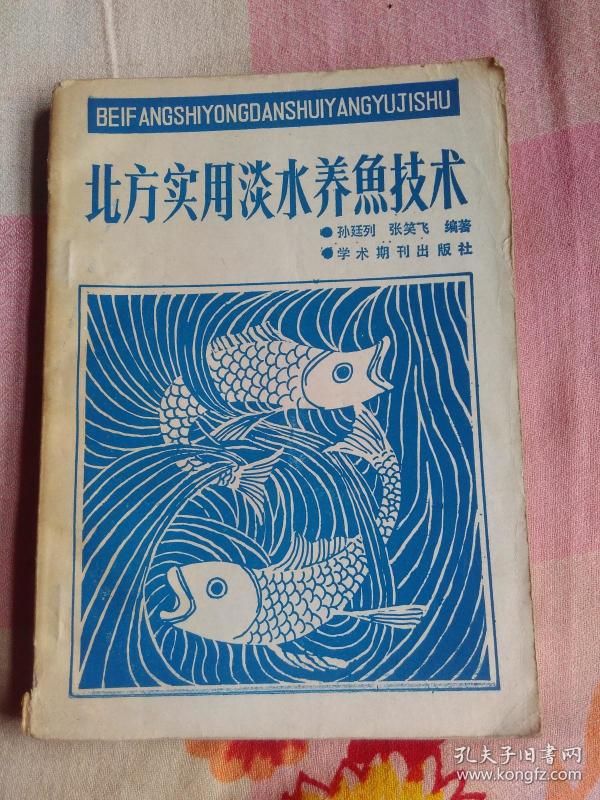 BEIFANGSHIYONGDANSHUIYANGYUJISHU
北方实用淡水养魚技术
孙廷列 张笑飞 编著
学术期刊出版社
孔夫子旧书网
www.kongfz.com